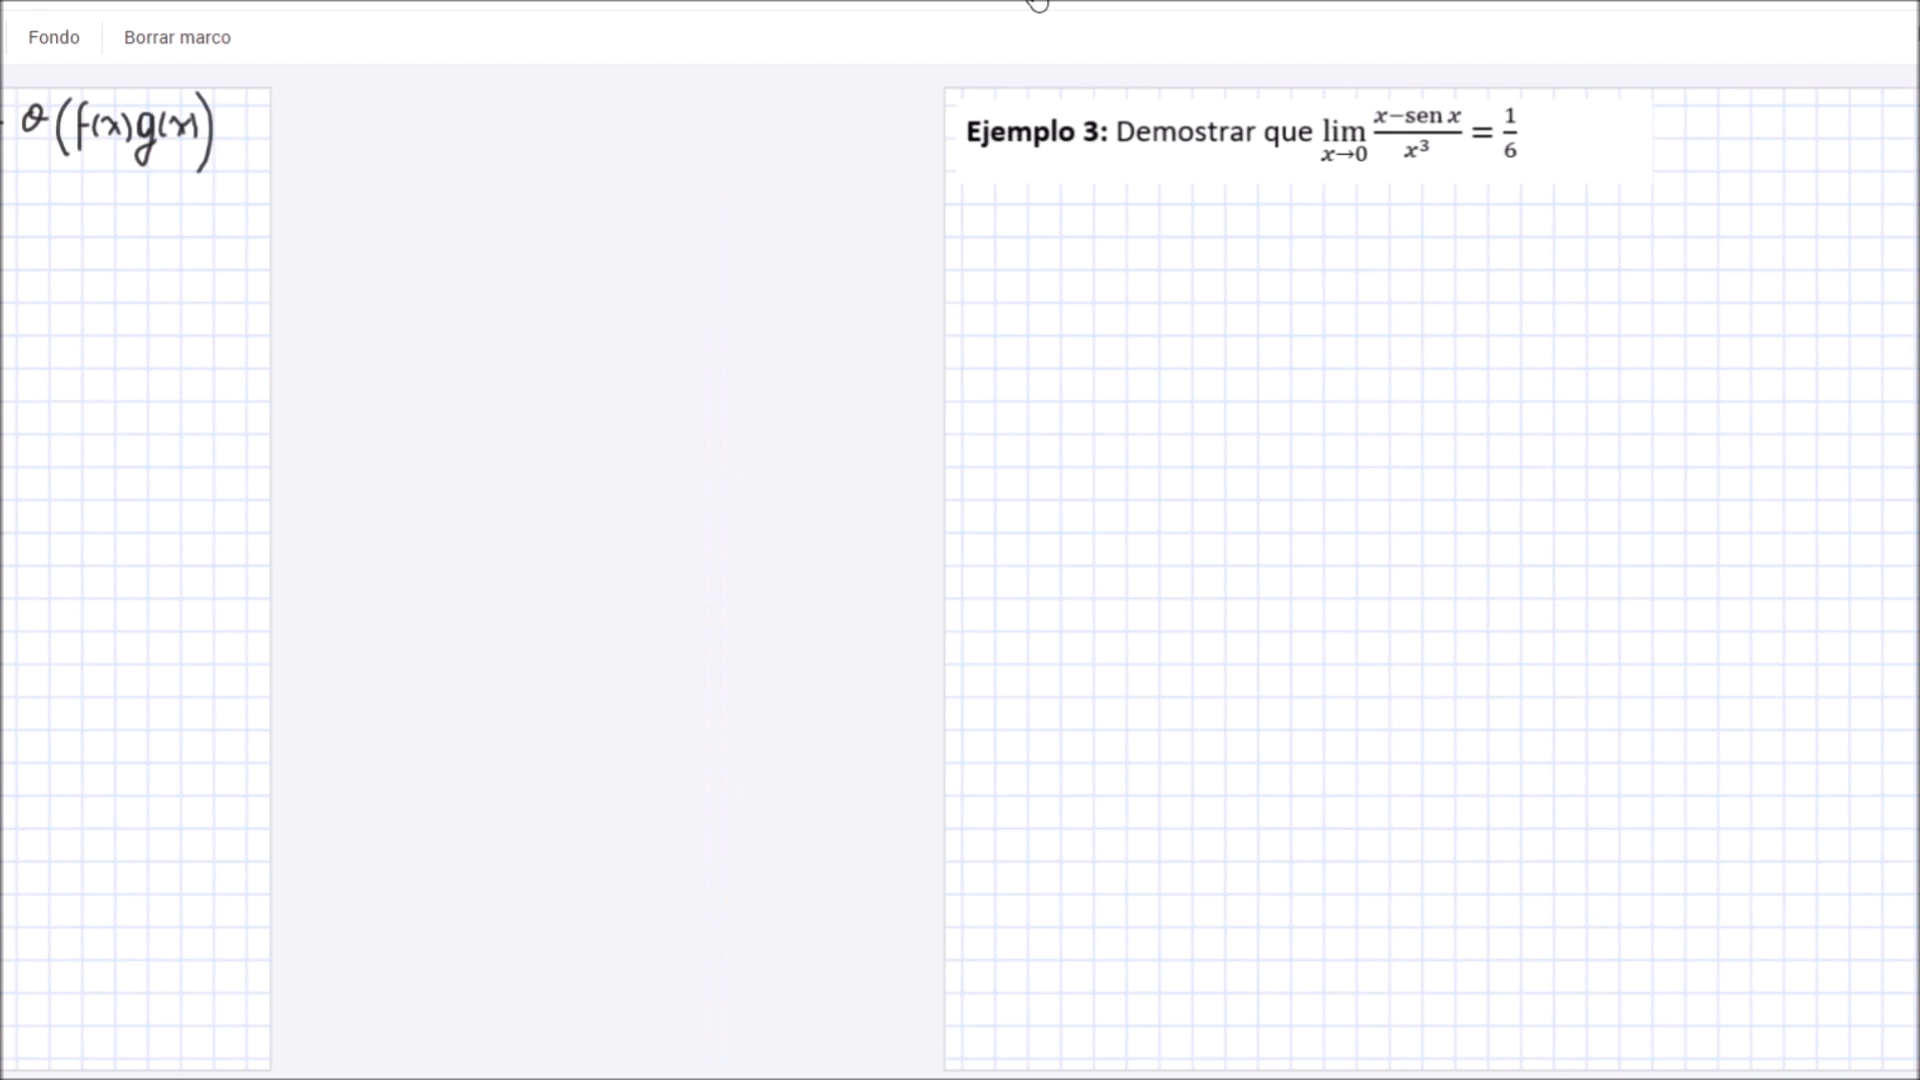 Fondo Borrar marco
θ(f(x)g(x))
Ejemplo 3: Demostrar que lim x→0 (x−sen x)/x³ = 1/6